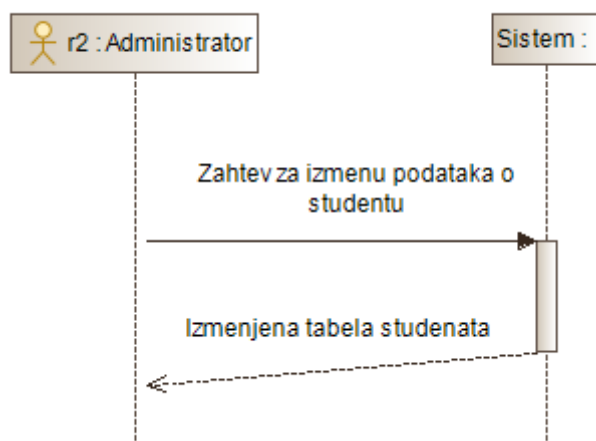 r2 : Administrator
Sistem :
Zahtev za izmenu podataka o
studentu
Izmenjena tabela studenata